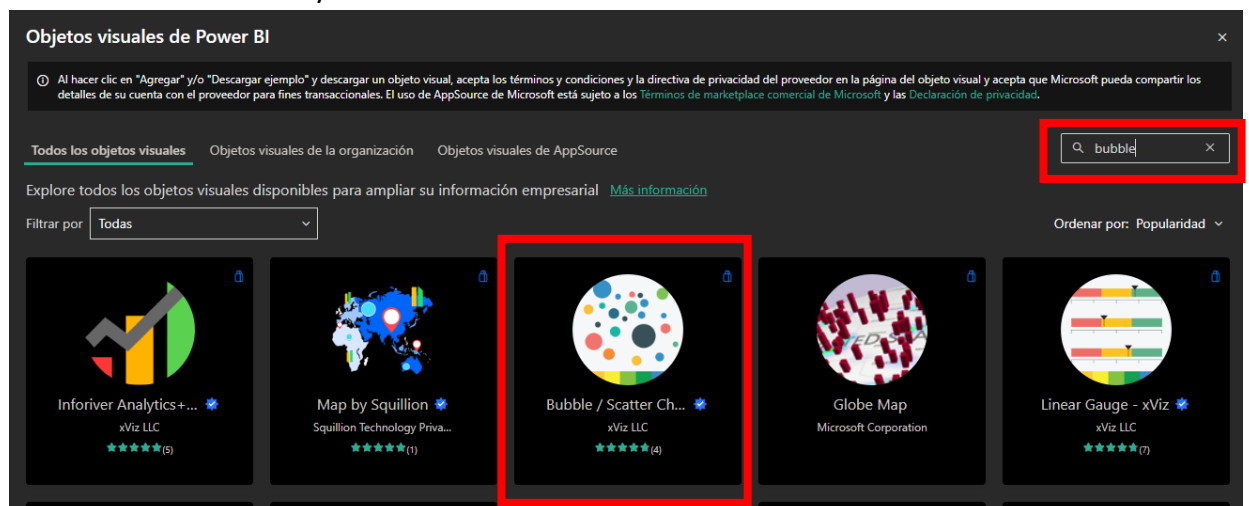 Objetos visuales de Power BI
Al hacer clic en "Agregar" y/o "Descargar ejemplo" y descargar un objeto visual, acepta los términos y condiciones y la directiva de privacidad del proveedor en la página del objeto visual y acepta que Microsoft pueda compartir los
detalles de su cuenta con el proveedor para fines transaccionales. El uso de AppSource de Microsoft está sujeto a los Términos de marketplace comercial de Microsoft y las Declaración de privacidad.
Todos los objetos visuales Objetos visuales de la organización Objetos visuales de AppSource
bubble
Explore todos los objetos visuales disponibles para ampliar su información empresarial Más información
Filtrar por Todas
Ordenar por: Popularidad
Inforiver Analytics+...
xViz LLC
(5)
Map by Squillion
Squillion Technology Priva...
(1)
Bubble / Scatter Ch...
xViz LLC
(4)
Globe Map
Microsoft Corporation
Linear Gauge - xViz
xViz LLC
(7)